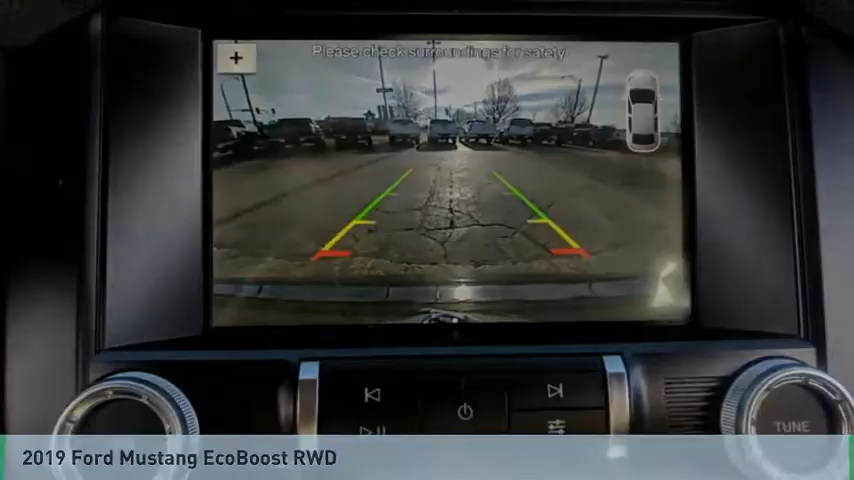 +
Please check surroundings for safety
TUNE
2019 Ford Mustang EcoBoost RWD